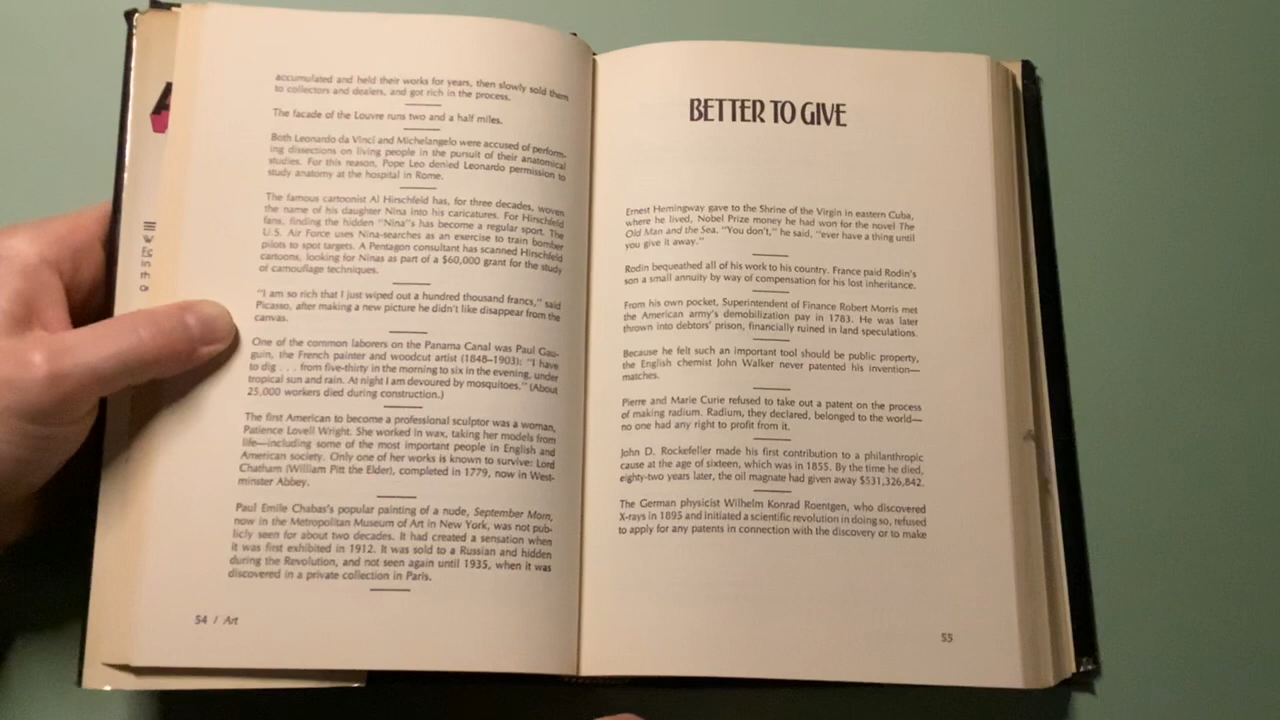 accumulated and held their works for years, then slowly sold them
to collectors and dealers, and got rich in the process.
The facade of the Louvre runs two and a half miles.
Both Leonardo da Vinci and Michelangelo were accused of perform-
ing dissections on living people in the pursuit of their anatomical
studies. For this reason, Pope Leo denied Leonardo permission to
study anatomy at the hospital in Rome.
The famous cartoonist Al Hirschfeld has, for three decades, woven
the name of his daughter Nina into his caricatures. For Hirschfeld
fans, finding the hidden "Nina"s has become a regular sport. The
U.S. Air Force uses Nina-searches as an exercise to train bomber
pilots to spot targets. A Pentagon consultant has scanned Hirschfeld
cartoons, looking for Ninas as part of a $60,000 grant for the study
of camouflage techniques.
"I am so rich that I just wiped out a hundred thousand francs," said
Picasso, after making a new picture he didn't like disappear from the
canvas.
One of the common laborers on the Panama Canal was Paul Gau-
guin, the French painter and woodcut artist (1848–1903): "I have
to dig . . . from five-thirty in the morning to six in the evening, under
tropical sun and rain. At night I am devoured by mosquitoes." (About
25,000 workers died during construction.)
The first American to become a professional sculptor was a woman,
Patience Lovell Wright. She worked in wax, taking her models from
life—including some of the most important people in English and
American society. Only one of her works is known to survive: Lord
Chatham (William Pitt the Elder), completed in 1779, now in West-
minster Abbey.
Paul Emile Chabas's popular painting of a nude, September Morn,
now in the Metropolitan Museum of Art in New York, was not pub-
licly seen for about two decades. It had created a sensation when
it was first exhibited in 1912. It was sold to a Russian and hidden
during the Revolution, and not seen again until 1935, when it was
discovered in a private collection in Paris.
54 / Art
BETTER TO GIVE
Ernest Hemingway gave to the Shrine of the Virgin in eastern Cuba,
where he lived, Nobel Prize money he had won for the novel The
Old Man and the Sea. "You don't," he said, "ever have a thing until
you give it away."
Rodin bequeathed all of his work to his country. France paid Rodin's
son a small annuity by way of compensation for his lost inheritance.
From his own pocket, Superintendent of Finance Robert Morris met
the American army's demobilization pay in 1783. He was later
thrown into debtors' prison, financially ruined in land speculations.
Because he felt such an important tool should be public property,
the English chemist John Walker never patented his invention—
matches.
Pierre and Marie Curie refused to take out a patent on the process
of making radium. Radium, they declared, belonged to the world—
no one had any right to profit from it.
John D. Rockefeller made his first contribution to a philanthropic
cause at the age of sixteen, which was in 1855. By the time he died,
eighty-two years later, the oil magnate had given away $531,326,842.
The German physicist Wilhelm Konrad Roentgen, who discovered
X-rays in 1895 and initiated a scientific revolution in doing so, refused
to apply for any patents in connection with the discovery or to make
55